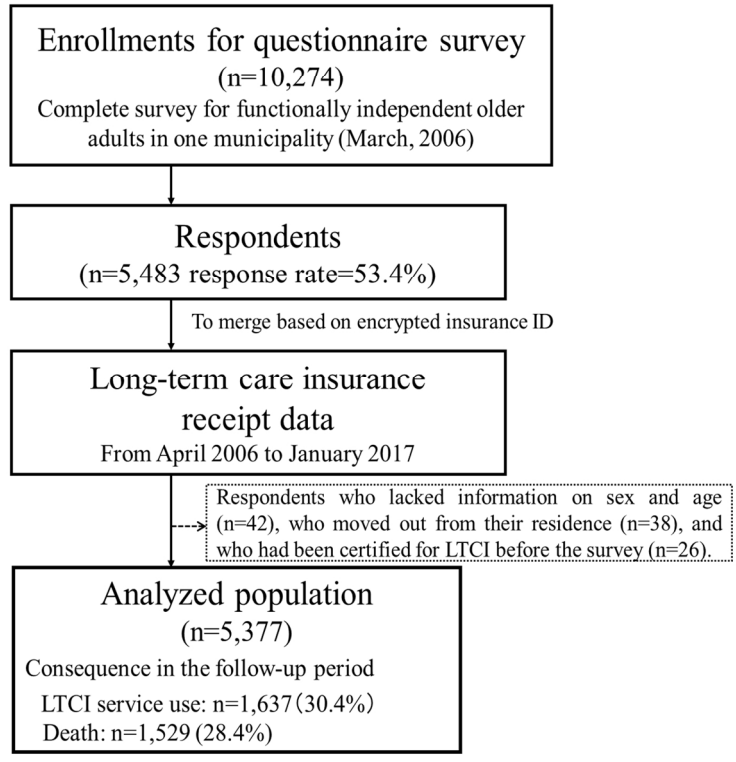 Enrollments for questionnaire survey
(n=10,274)
Complete survey for functionally independent older
adults in one municipality (March, 2006)
Respondents
(n=5,483 response rate=53.4%)
To merge based on encrypted insurance ID
Long-term care insurance
receipt data
From April 2006 to January 2017
Respondents who lacked information on sex and age
(n=42), who moved out from their residence (n=38), and
who had been certified for LTCI before the survey (n=26).
Analyzed population
(n=5,377)
Consequence in the follow-up period
LTCI service use: n=1,637(30.4%)
Death: n=1,529 (28.4%)